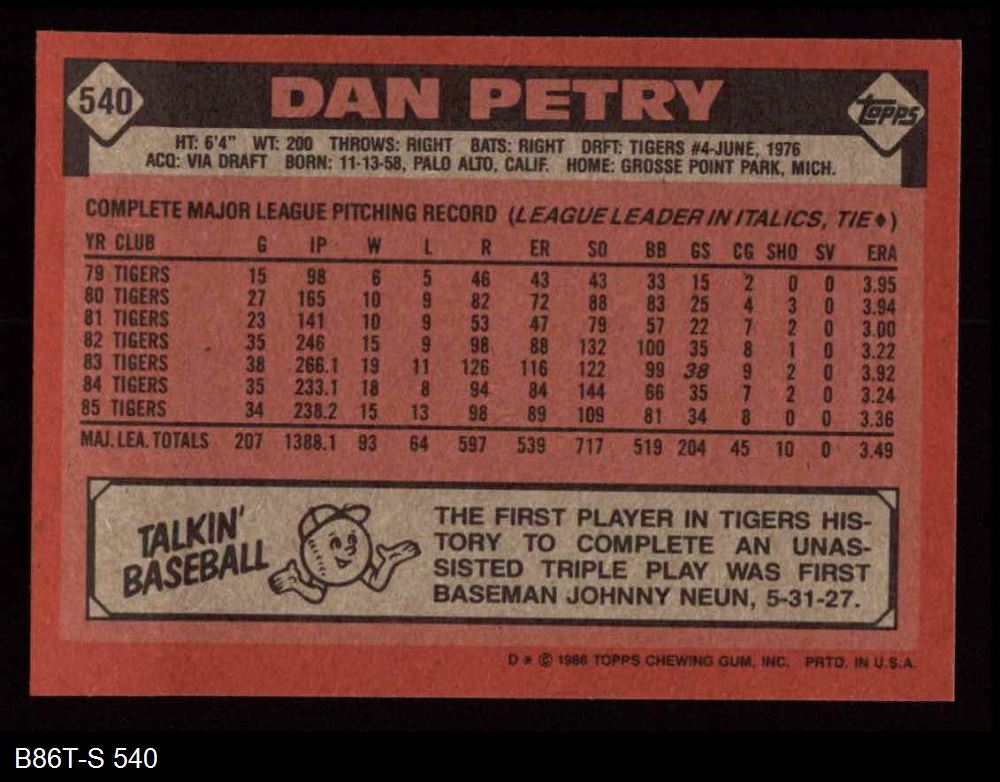 540 DAN PETRY Topps
HT: 6'4" WT: 200 THROWS: RIGHT BATS: RIGHT DRFT: TIGERS #4-JUNE, 1976
ACQ: VIA DRAFT BORN: 11-13-58, PALO ALTO, CALIF. HOME: GROSSE POINT PARK, MICH.
COMPLETE MAJOR LEAGUE PITCHING RECORD (LEAGUE LEADER IN ITALICS, TIE♦)
YR CLUB G IP W L R ER SO BB GS CG SHO SV ERA
79 TIGERS 15 98 6 5 46 43 43 33 15 2 0 0 3.95
80 TIGERS 27 165 10 9 82 72 88 83 25 4 3 0 3.94
81 TIGERS 23 141 10 9 53 47 79 57 22 7 2 0 3.00
82 TIGERS 35 246 15 9 98 88 132 100 35 8 1 0 3.22
83 TIGERS 38 266.1 19 11 126 116 122 99 38 9 2 0 3.92
84 TIGERS 35 233.1 18 8 94 84 144 66 35 7 2 0 3.24
85 TIGERS 34 238.2 15 13 98 89 109 81 34 8 0 0 3.36
MAJ. LEA. TOTALS 207 1388.1 93 64 597 539 717 519 204 45 10 0 3.49
TALKIN'
BASEBALL
THE FIRST PLAYER IN TIGERS HIS-
TORY TO COMPLETE AN UNAS-
SISTED TRIPLE PLAY WAS FIRST
BASEMAN JOHNNY NEUN, 5-31-27.
D * © 1986 TOPPS CHEWING GUM, INC. PRTD. IN U.S.A.
B86T-S 540